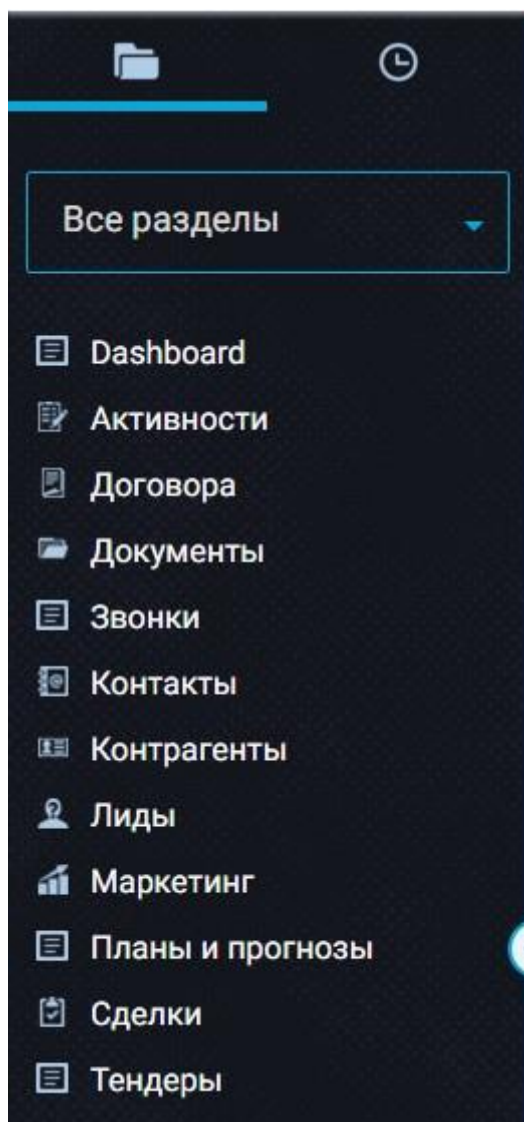 Все разделы
Dashboard
Активности
Договора
Документы
Звонки
Контакты
Контрагенты
Лиды
Маркетинг
Планы и прогнозы
Сделки
Тендеры